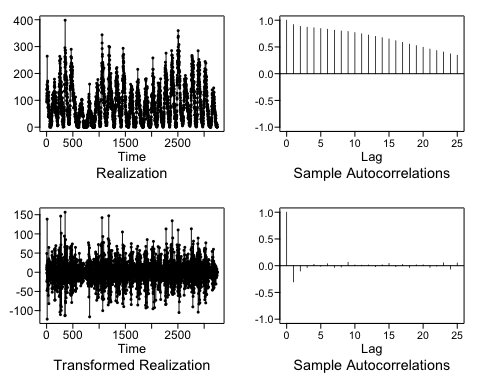 400
300
200
100
0
0 500 1500 2500
Time
Realization
1.0
0.5
0.0
-0.5
-1.0
0 5 10 15 20 25
Lag
Sample Autocorrelations
150
100
50
0
-50
-100
0 500 1500 2500
Time
Transformed Realization
1.0
0.5
0.0
-0.5
-1.0
0 5 10 15 20 25
Lag
Sample Autocorrelations